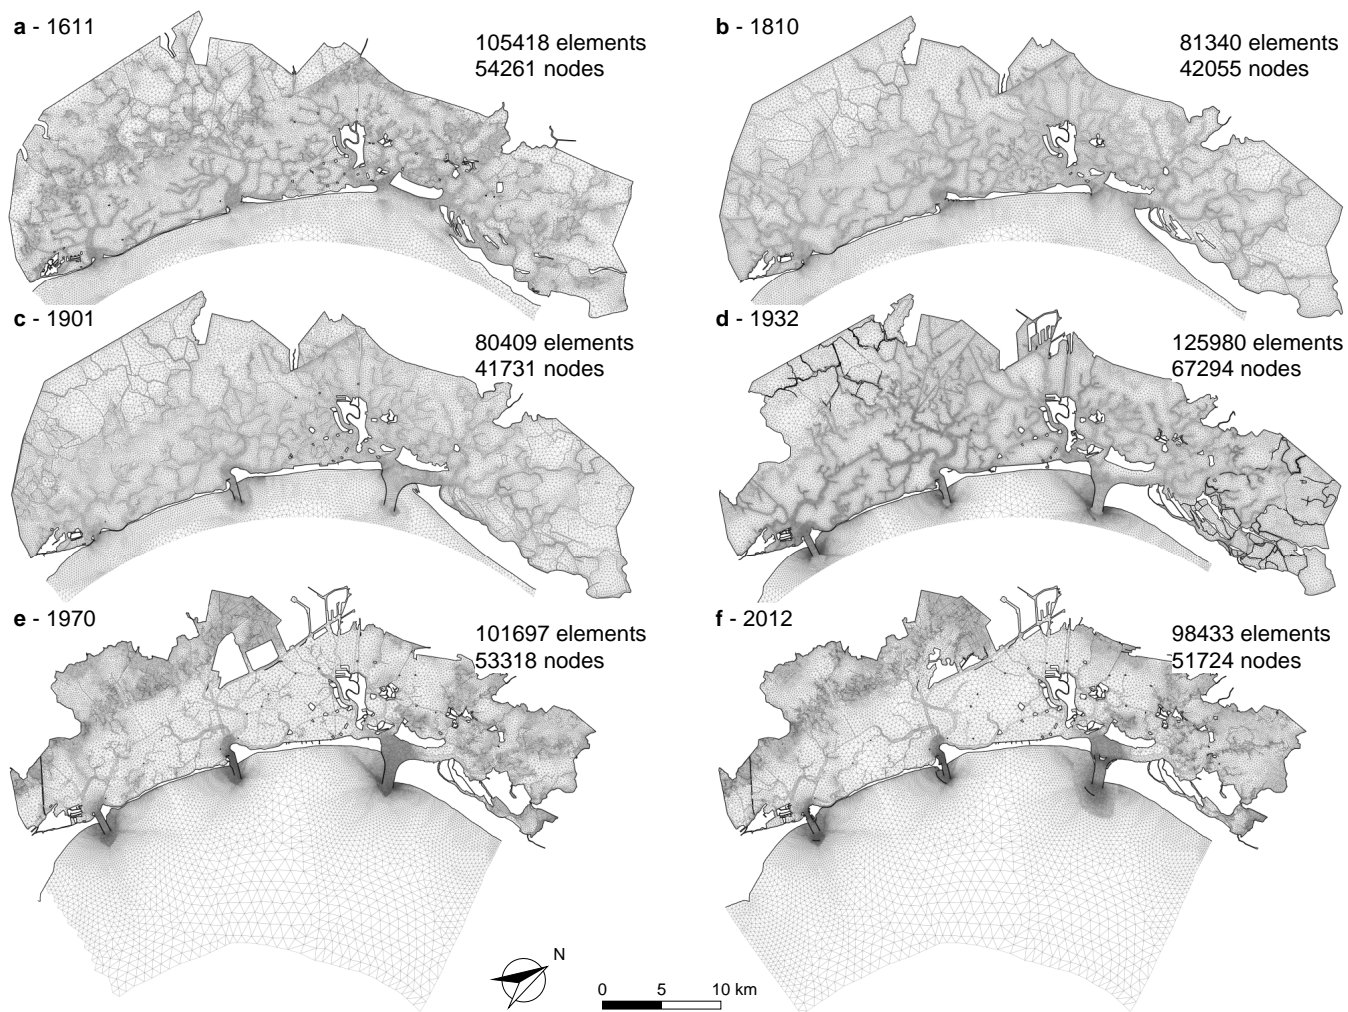 a - 1611
105418 elements
54261 nodes
b - 1810
81340 elements
42055 nodes
c - 1901
80409 elements
41731 nodes
d - 1932
125980 elements
67294 nodes
e - 1970
101697 elements
53318 nodes
f - 2012
98433 elements
51724 nodes
N
0 5 10 km